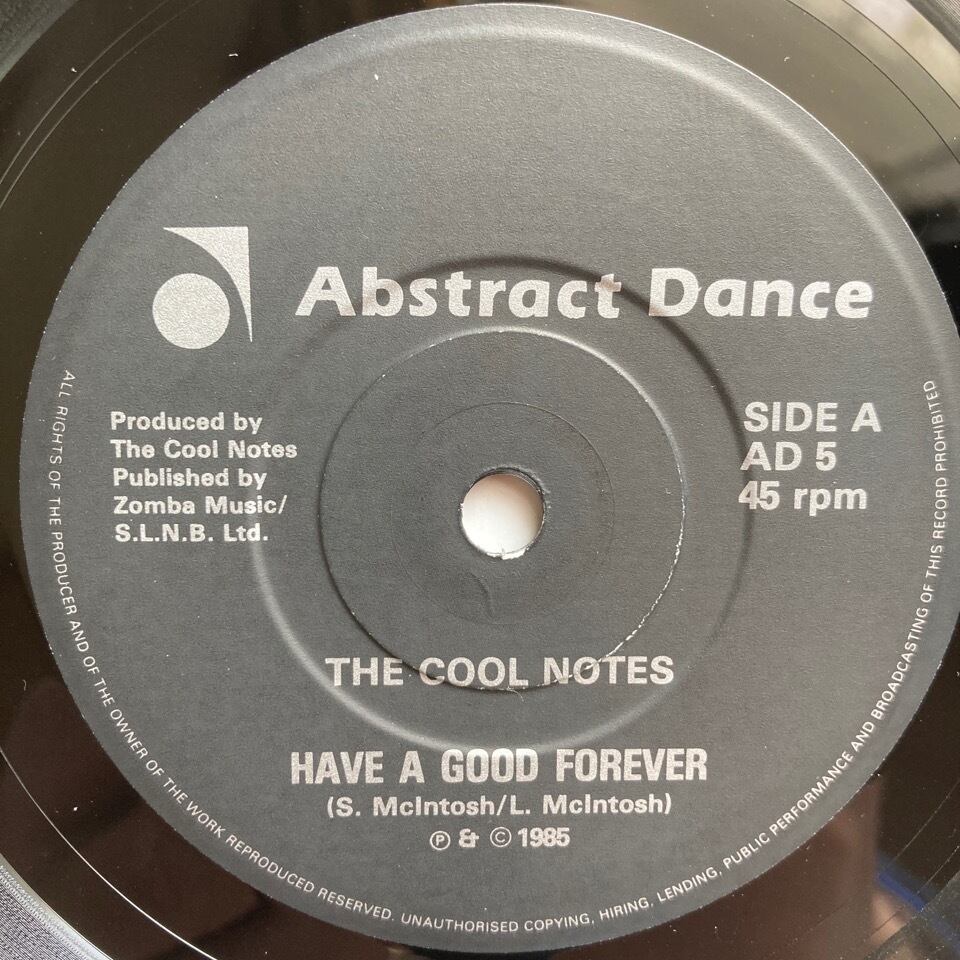 Abstract Dance
Produced by
The Cool Notes
Published by
Zomba Music/
S.L.N.B. Ltd.
SIDE A
AD 5
45 rpm
THE COOL NOTES
HAVE A GOOD FOREVER
(S. McIntosh/L. McIntosh)
℗ & © 1985
ALL RIGHTS OF THE PRODUCER AND OF THE OWNER OF THE WORK REPRODUCED RESERVED. UNAUTHORISED COPYING, HIRING, LENDING, PUBLIC PERFORMANCE AND BROADCASTING OF THIS RECORD PROHIBITED